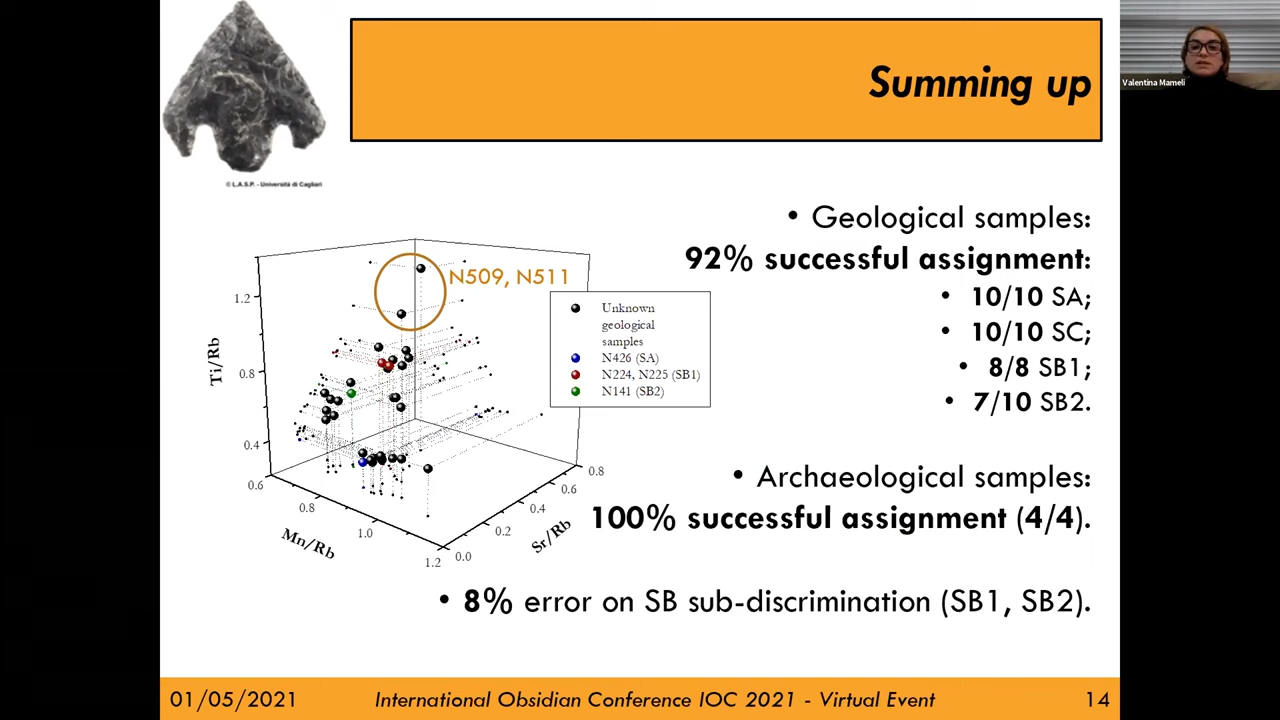 Summing up
Valentina Mameli
© L.A.S.P. - Università di Cagliari
• Geological samples:
92% successful assignment:
• 10/10 SA;
• 10/10 SC;
• 8/8 SB1;
• 7/10 SB2.
• Archaeological samples:
100% successful assignment (4/4).
• 8% error on SB sub-discrimination (SB1, SB2).
N509, N511
Unknown
geological
samples
N426 (SA)
N224, N225 (SB1)
N141 (SB2)
Ti/Rb
1.2
0.8
0.4
0.6
0.8
1.0
1.2
Mn/Rb
0.0
0.2
0.4
0.6
0.8
Sr/Rb
01/05/2021
International Obsidian Conference IOC 2021 - Virtual Event
14